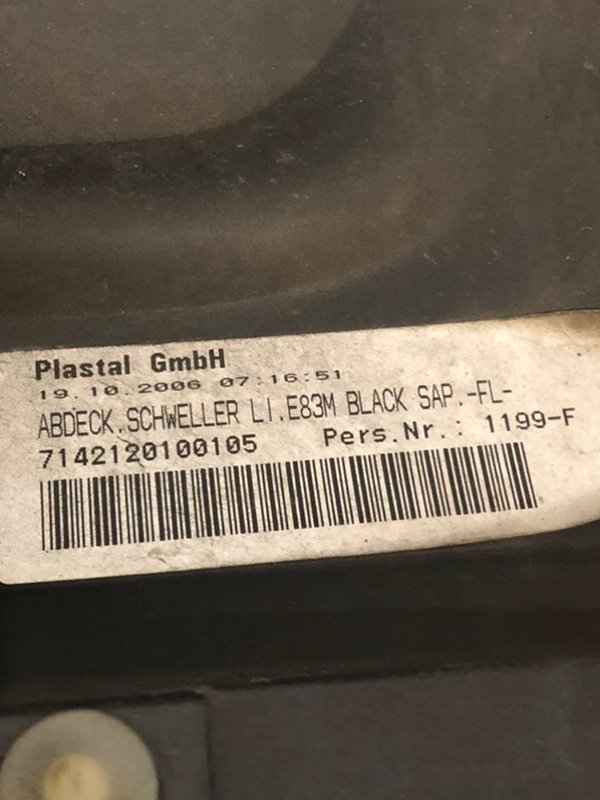 Plastal GmbH
19.10.2006 07:16:51
ABDECK.SCHWELLER LI.E83M BLACK SAP.-FL-
7142120100105 Pers.Nr.: 1199-F